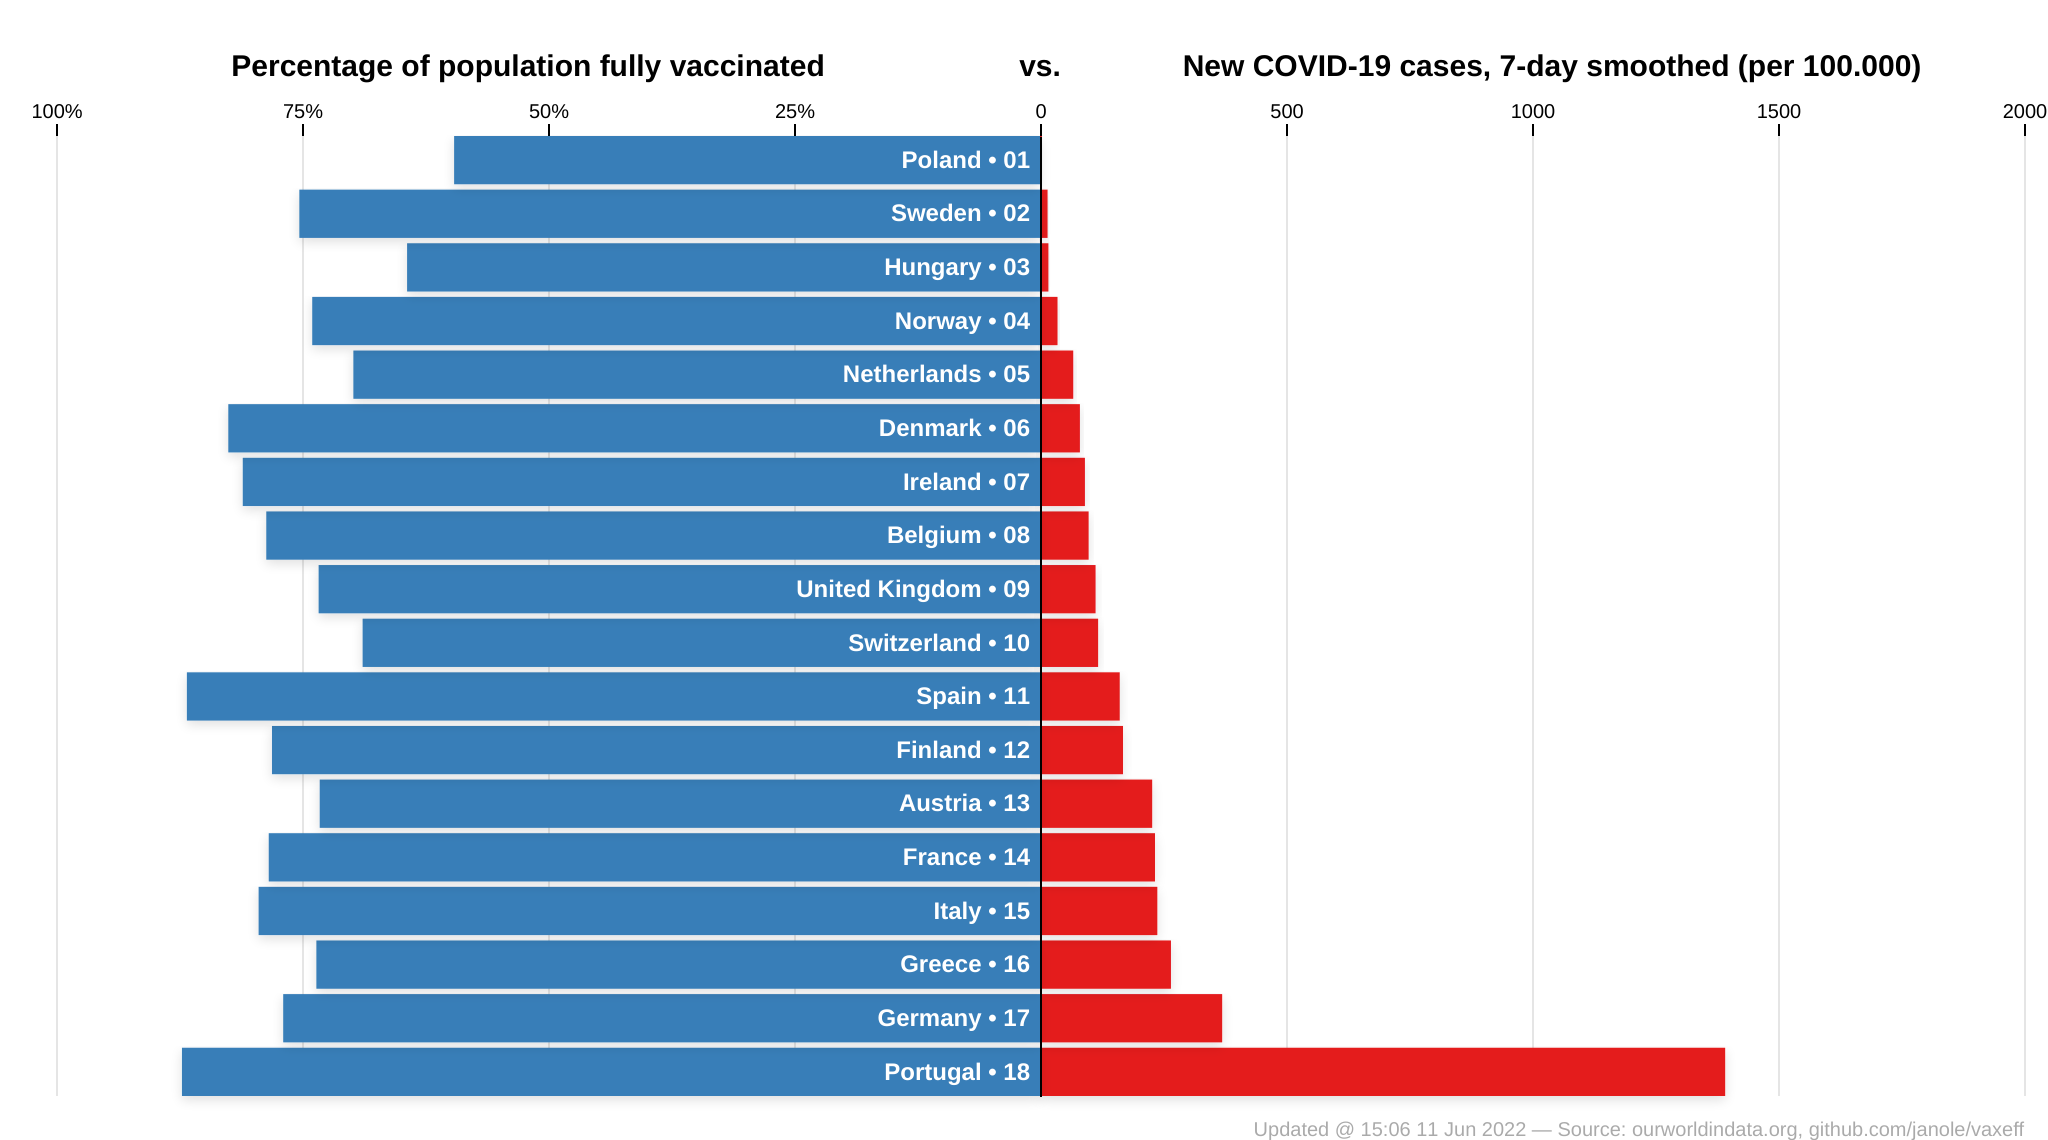 Percentage of population fully vaccinated vs. New COVID-19 cases, 7-day smoothed (per 100.000)
100% 75% 50% 25% 0 500 1000 1500 2000
Poland • 01
Sweden • 02
Hungary • 03
Norway • 04
Netherlands • 05
Denmark • 06
Ireland • 07
Belgium • 08
United Kingdom • 09
Switzerland • 10
Spain • 11
Finland • 12
Austria • 13
France • 14
Italy • 15
Greece • 16
Germany • 17
Portugal • 18
Updated @ 15:06 11 Jun 2022 — Source: ourworldindata.org, github.com/janole/vaxeff